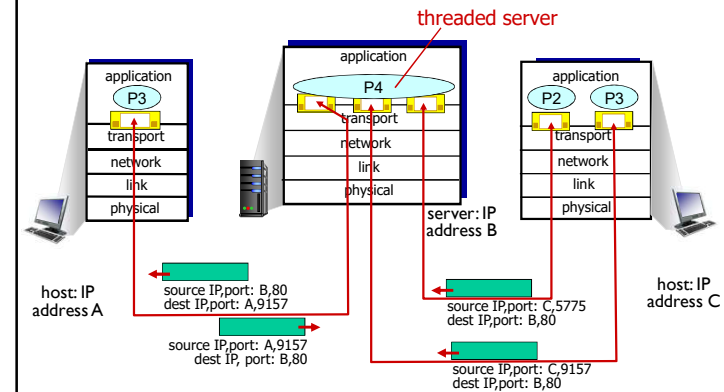 threaded server
application
P3
transport
network
link
physical
host: IP
address A
application
P4
transport
network
link
physical
server: IP
address B
application
P2
P3
transport
network
link
physical
host: IP
address C
source IP,port: B,80
dest IP,port: A,9157
source IP,port: A,9157
dest IP, port: B,80
source IP,port: C,5775
dest IP,port: B,80
source IP,port: C,9157
dest IP,port: B,80